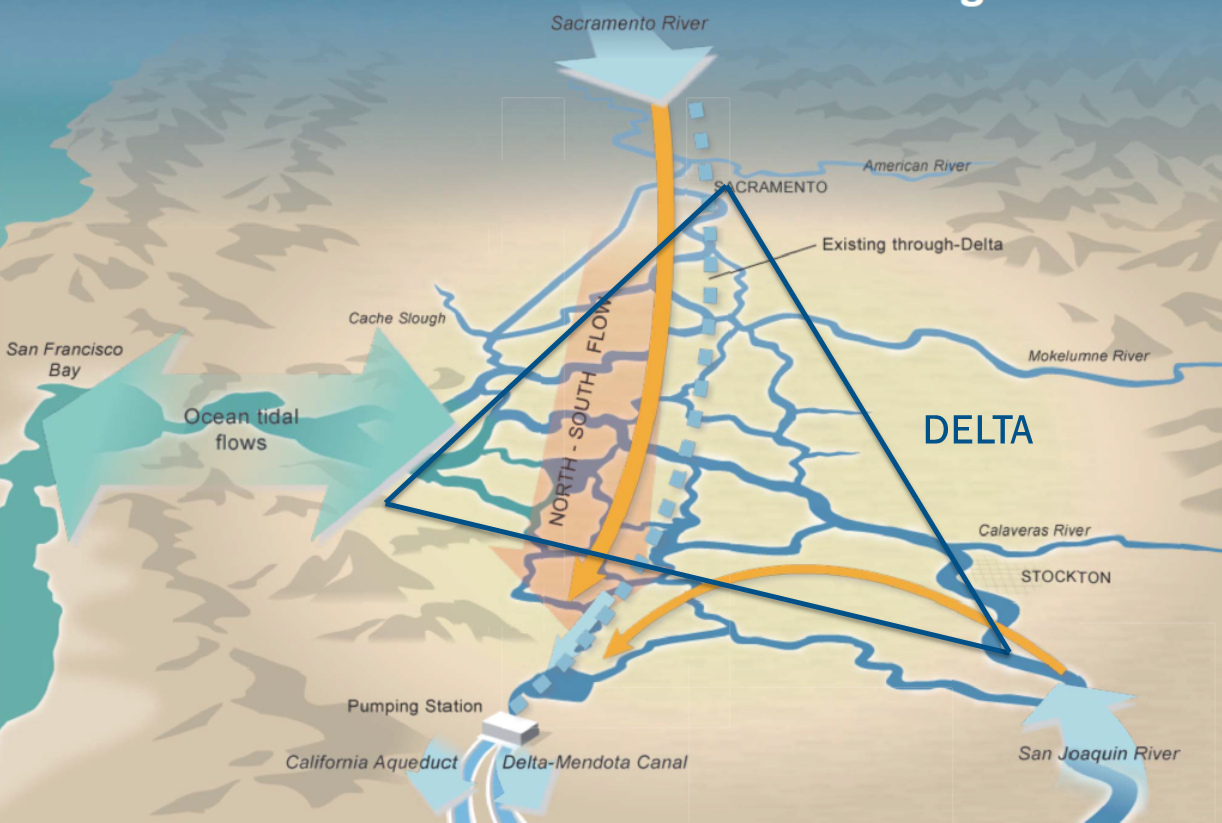 Sacramento River
American River
SACRAMENTO
Existing through-Delta
Cache Slough
San Francisco
Bay
Mokelumne River
NORTH - SOUTH FLOW
Ocean tidal
flows
DELTA
Calaveras River
STOCKTON
Pumping Station
San Joaquin River
California Aqueduct
Delta-Mendota Canal